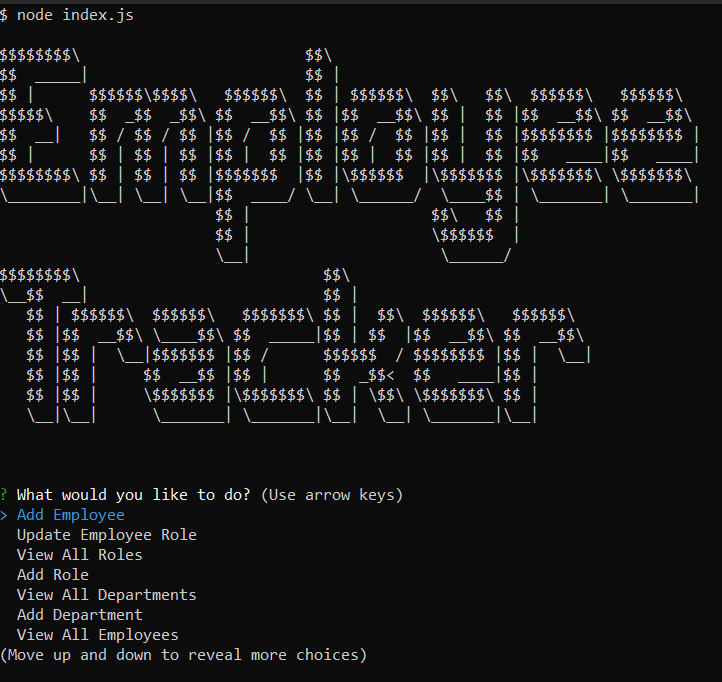 $ node index.js
Employee
Tracker
? What would you like to do? (Use arrow keys)
> Add Employee
Update Employee Role
View All Roles
Add Role
View All Departments
Add Department
View All Employees
(Move up and down to reveal more choices)